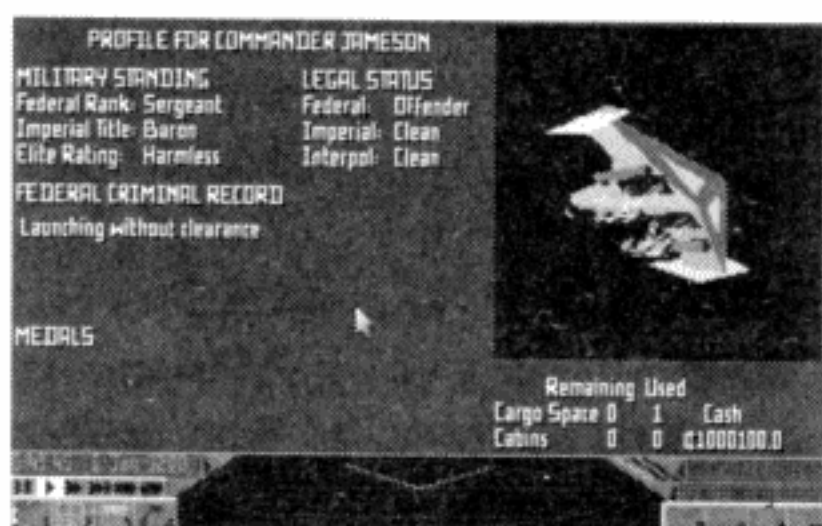 PROFILE FOR COMMANDER JAMESON
MILITARY STANDING
Federal Rank: Sergeant
Imperial Title: Baron
Elite Rating: Harmless
LEGAL STATUS
Federal: Offender
Imperial: Clean
Interpol: Clean
FEDERAL CRIMINAL RECORD
Launching without clearance
MEDALS
Remaining Used
Cargo Space 0 1 Cash
Cabins 0 0 ₢1000100.0